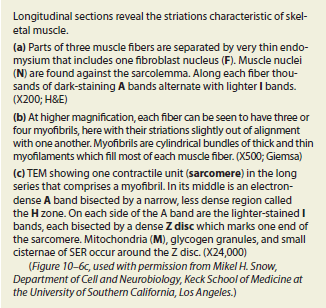 Longitudinal sections reveal the striations characteristic of skel-
etal muscle.
(a) Parts of three muscle fibers are separated by very thin endo-
mysium that includes one fibroblast nucleus (F). Muscle nuclei
(N) are found against the sarcolemma. Along each fiber thou-
sands of dark-staining A bands alternate with lighter I bands.
(X200; H&E)
(b) At higher magnification, each fiber can be seen to have three or
four myofibrils, here with their striations slightly out of alignment
with one another. Myofibrils are cylindrical bundles of thick and thin
myofilaments which fill most of each muscle fiber. (X500; Giemsa)
(c) TEM showing one contractile unit (sarcomere) in the long
series that comprises a myofibril. In its middle is an electron-
dense A band bisected by a narrow, less dense region called
the H zone. On each side of the A band are the lighter-stained I
bands, each bisected by a dense Z disc which marks one end of
the sarcomere. Mitochondria (M), glycogen granules, and small
cisternae of SER occur around the Z disc. (X24,000)
(Figure 10–6c, used with permission from Mikel H. Snow,
Department of Cell and Neurobiology, Keck School of Medicine at
the University of Southern California, Los Angeles.)